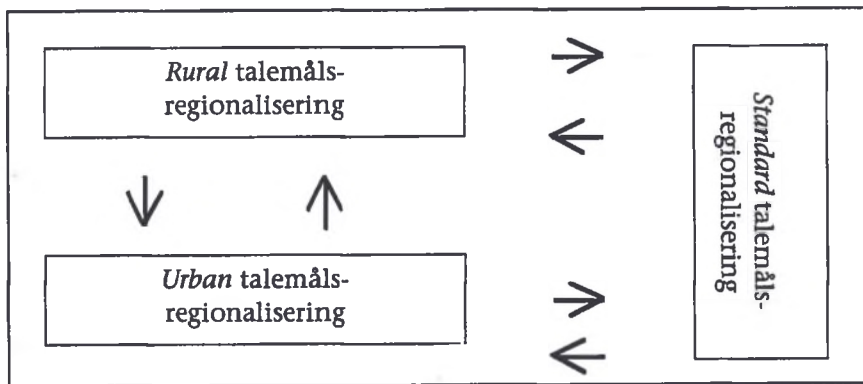 Rural talemåls-
regionalisering
Standard talemåls-
regionalisering
Urban talemåls-
regionalisering